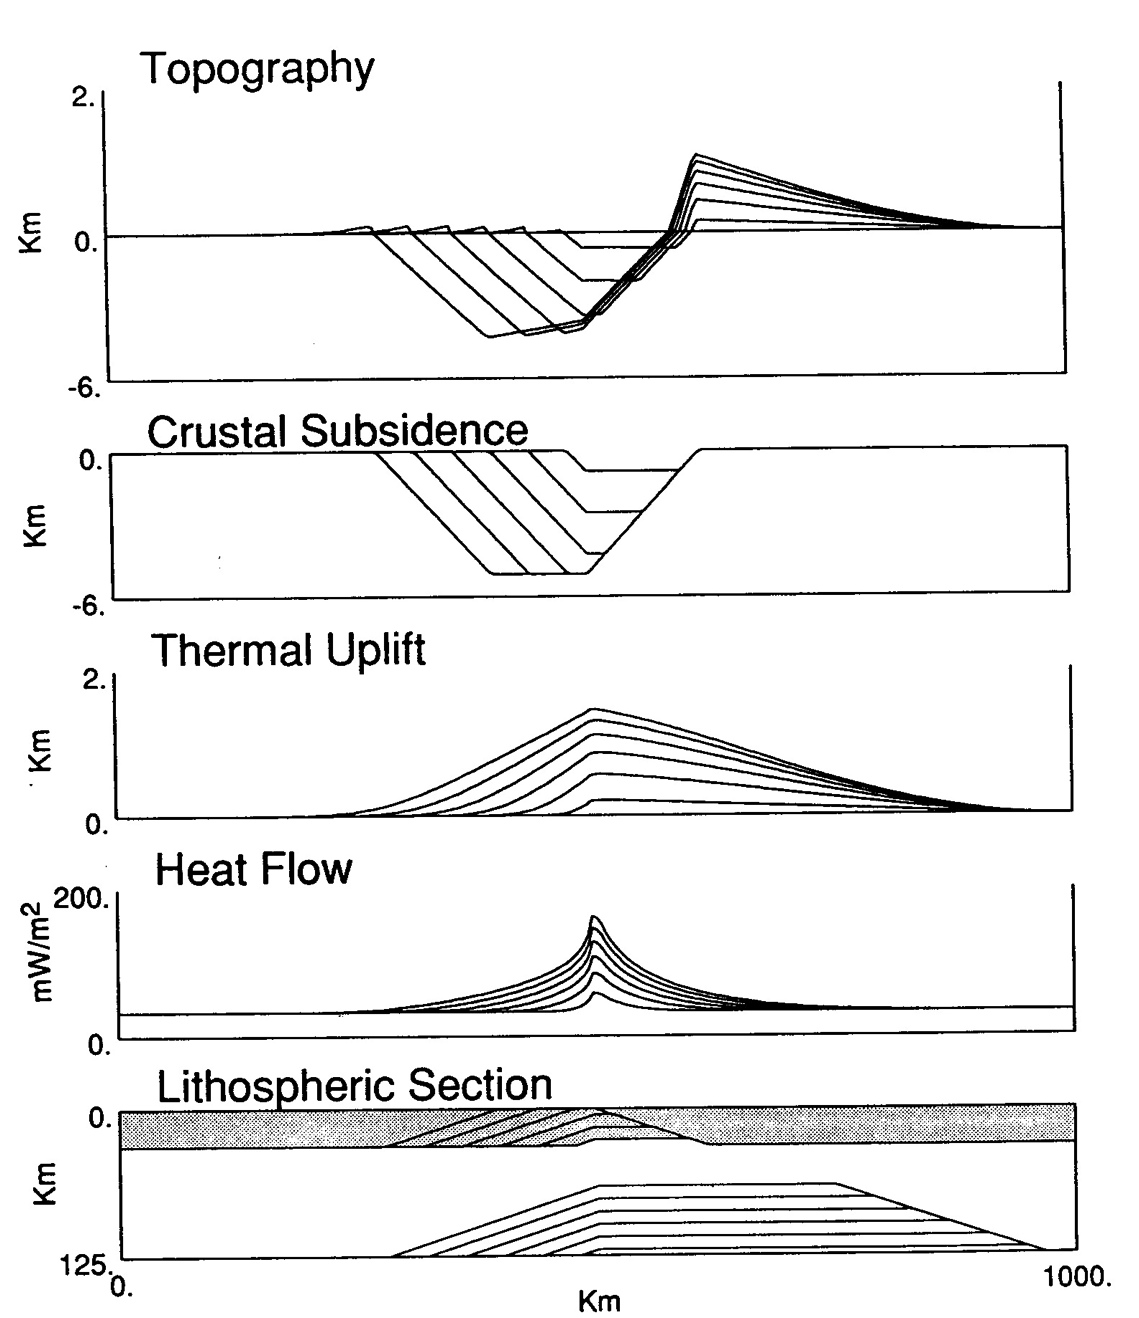 Topography
2.
Km
0.
-6.
Crustal Subsidence
0.
Km
-6.
Thermal Uplift
2.
Km
0.
Heat Flow
200.
mW/m2
0.
Lithospheric Section
0.
Km
125.
0.
Km
1000.